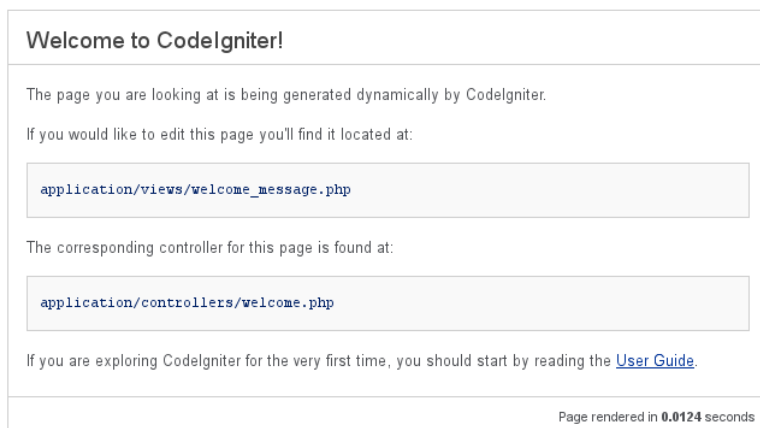 Welcome to CodeIgniter!
The page you are looking at is being generated dynamically by CodeIgniter.
If you would like to edit this page you'll find it located at:
application/views/welcome_message.php
The corresponding controller for this page is found at:
application/controllers/welcome.php
If you are exploring CodeIgniter for the very first time, you should start by reading the User Guide.
Page rendered in 0.0124 seconds